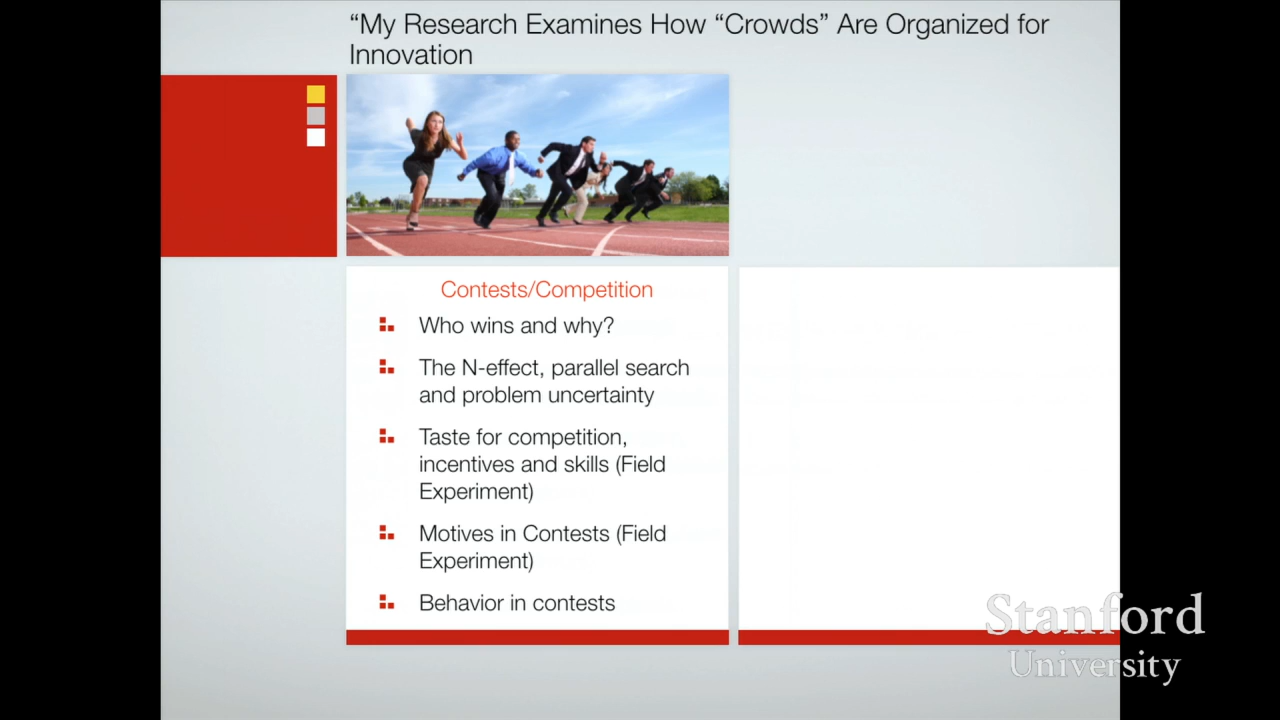 “My Research Examines How “Crowds” Are Organized for
Innovation
Contests/Competition
Who wins and why?
The N-effect, parallel search
and problem uncertainty
Taste for competition,
incentives and skills (Field
Experiment)
Motives in Contests (Field
Experiment)
Behavior in contests
Stanford
University